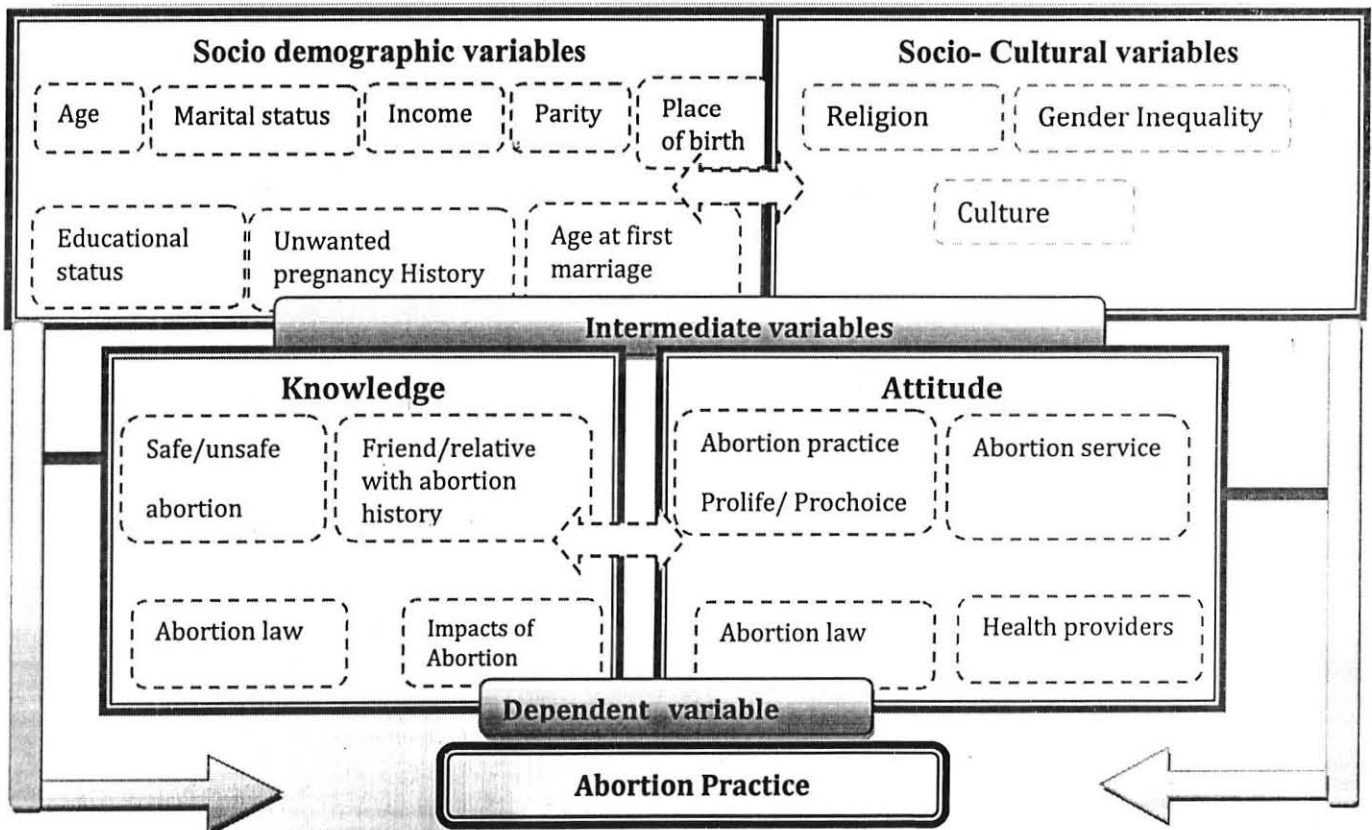 Socio demographic variables
Age
Marital status
Income
Parity
Place
of birth
Educational
status
Unwanted
pregnancy History
Age at first
marriage
Socio- Cultural variables
Religion
Gender Inequality
Culture
Intermediate variables
Knowledge
Safe/unsafe
abortion
Friend/relative
with abortion
history
Abortion law
Impacts of
Abortion
Attitude
Abortion practice
Prolife/ Prochoice
Abortion service
Abortion law
Health providers
Dependent variable
Abortion Practice